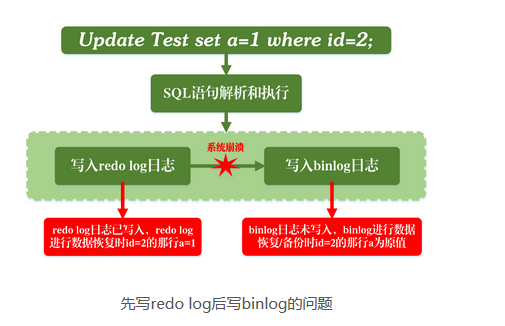 Update Test set a=1 where id=2;
SQL语句解析和执行
系统崩溃
写入redo log日志
写入binlog日志
redo log日志已写入，redo log
进行数据恢复时id=2的那行a=1
binlog日志未写入，binlog进行数据
恢复/备份时id=2的那行a为原值
先写redo log后写binlog的问题